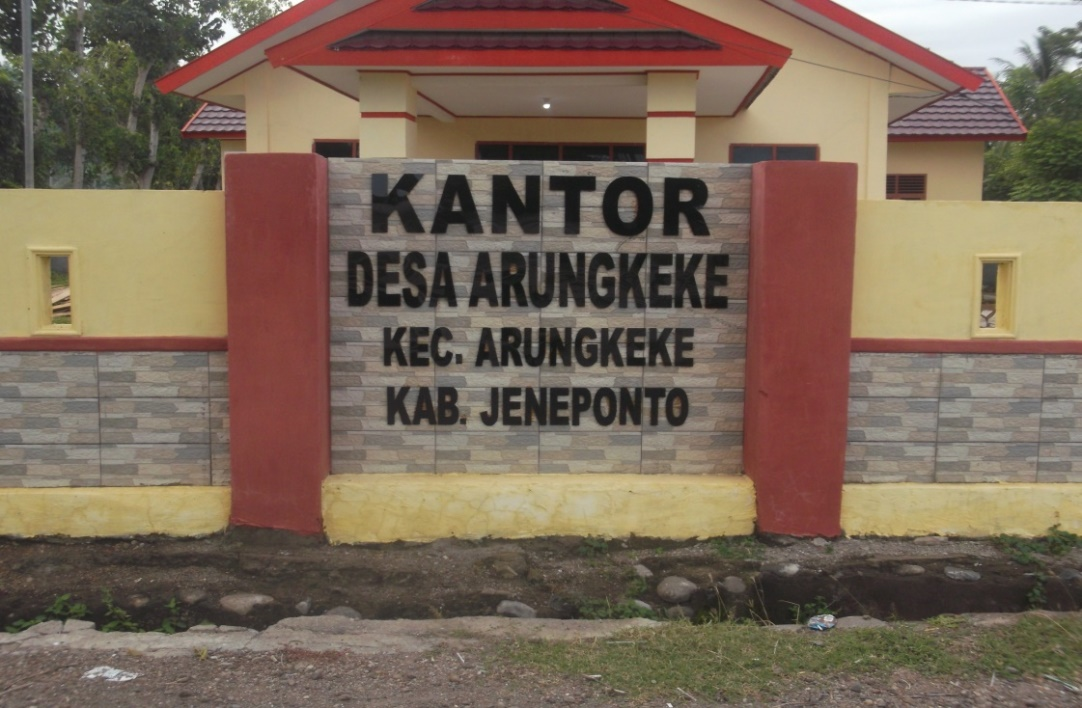 KANTOR
DESA ARUNGKEKE
KEC. ARUNGKEKE
KAB. JENEPONTO